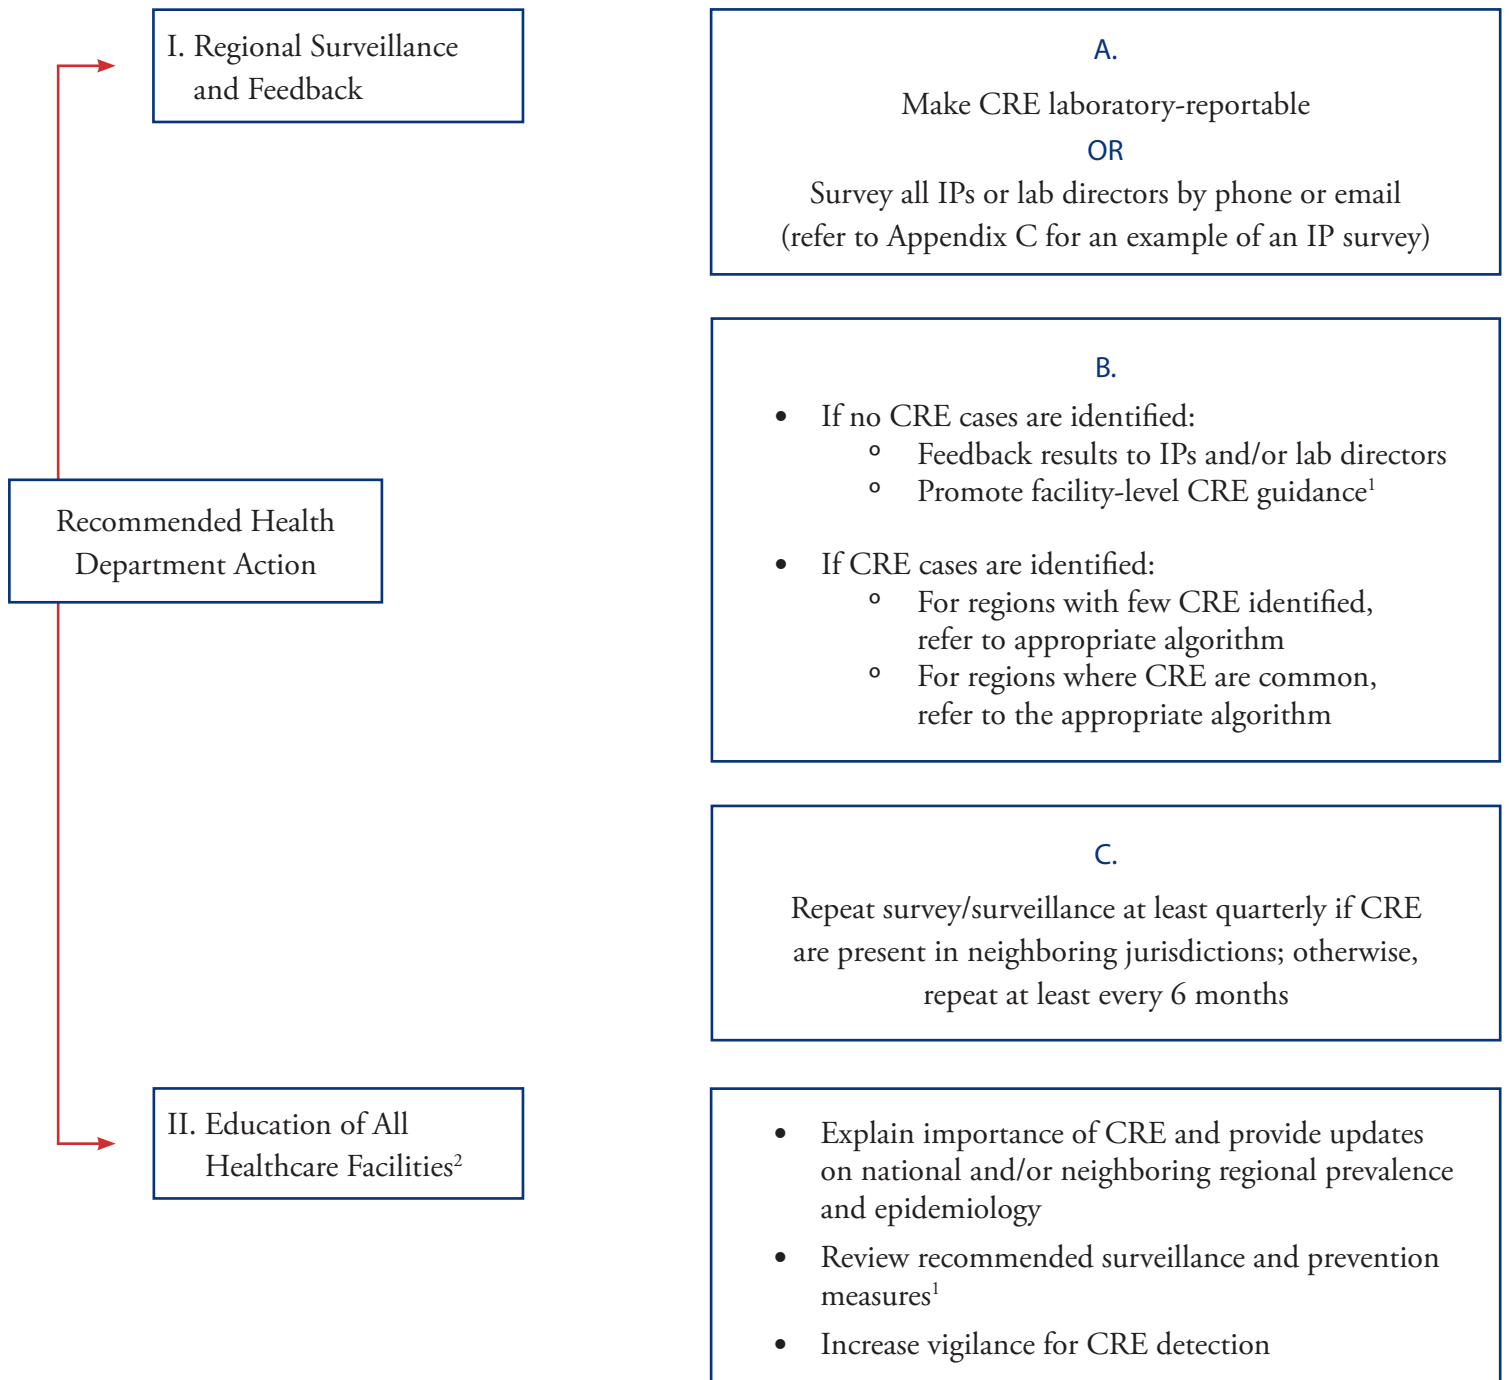 I. Regional Surveillance
and Feedback
A.
Make CRE laboratory-reportable
OR
Survey all IPs or lab directors by phone or email
(refer to Appendix C for an example of an IP survey)
B.
• If no CRE cases are identified:
o Feedback results to IPs and/or lab directors
o Promote facility-level CRE guidance¹
• If CRE cases are identified:
o For regions with few CRE identified,
refer to appropriate algorithm
o For regions where CRE are common,
refer to the appropriate algorithm
Recommended Health
Department Action
C.
Repeat survey/surveillance at least quarterly if CRE
are present in neighboring jurisdictions; otherwise,
repeat at least every 6 months
II. Education of All
Healthcare Facilities²
• Explain importance of CRE and provide updates
on national and/or neighboring regional prevalence
and epidemiology
• Review recommended surveillance and prevention
measures¹
• Increase vigilance for CRE detection